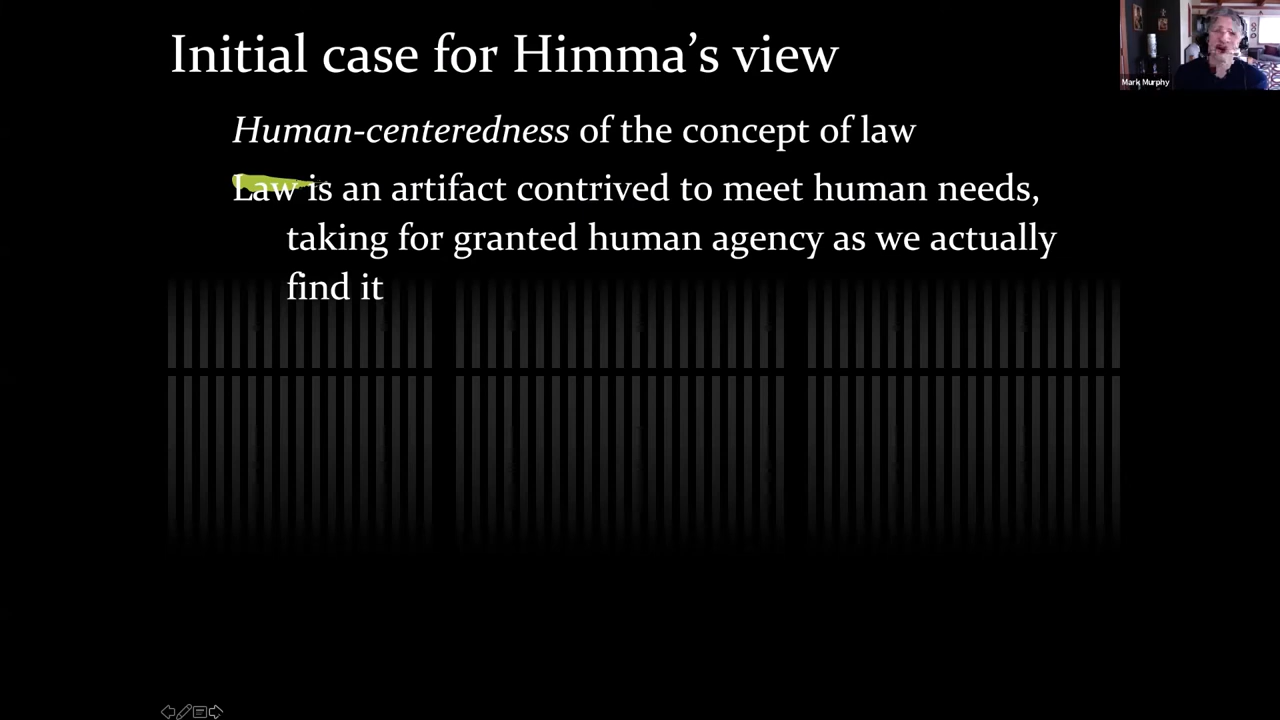 Initial case for Himma’s view
Mark Murphy
Human-centeredness of the concept of law
Law is an artifact contrived to meet human needs,
taking for granted human agency as we actually
find it